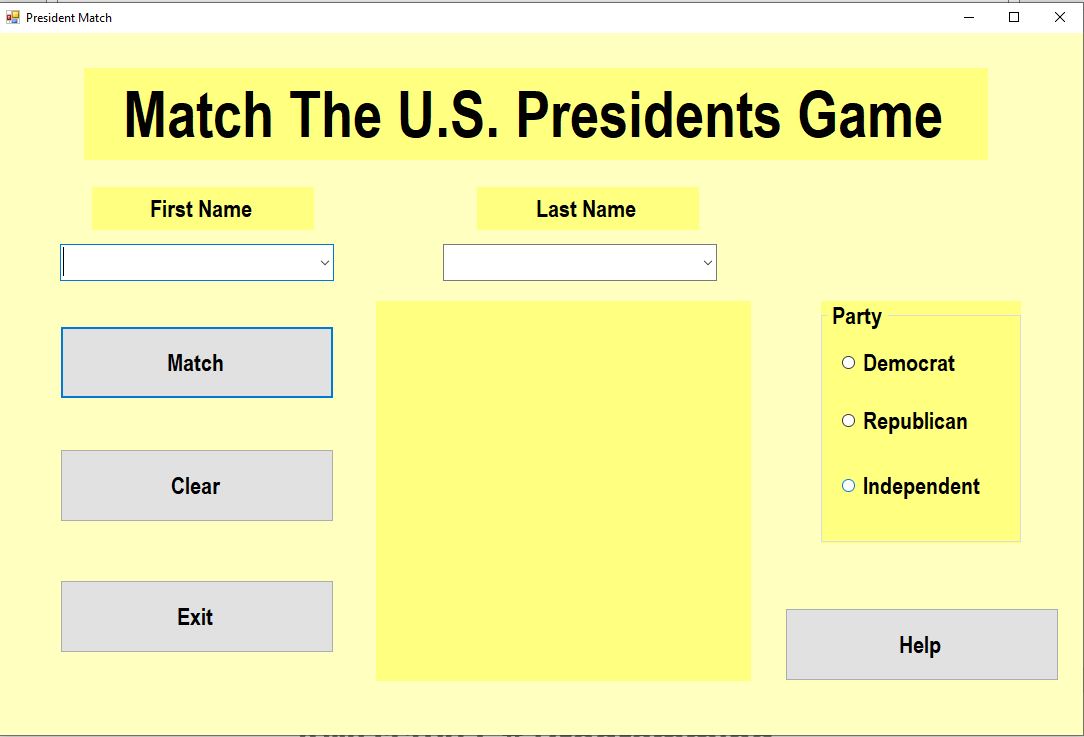 President Match
Match The U.S. Presidents Game
First Name
Last Name
Match
Party
Democrat
Republican
Clear
Independent
Exit
Help